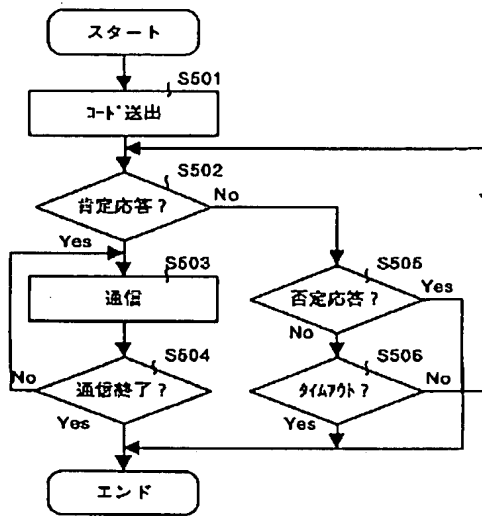 スタート
S501
コード送出
S502
肯定応答？
No
Yes
S503
通信
S505
否定応答？
Yes
No
S504
通信終了？
No
Yes
S506
タイムアウト？
No
Yes
エンド